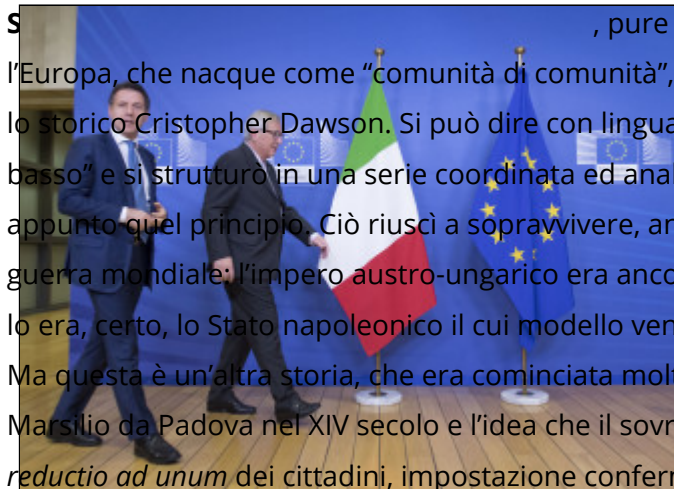 S , pure
l’Europa, che nacque come “comunità di comunità”,
lo storico Cristopher Dawson. Si può dire con lingua
basso” e si strutturò in una serie coordinata ed anal
appunto quel principio. Ciò riuscì a sopravvivere, an
guerra mondiale: l’impero austro-ungarico era anco
lo era, certo, lo Stato napoleonico il cui modello ven
Ma questa è un’altra storia, che era cominciata molt
Marsilio da Padova nel XIV secolo e l’idea che il sovr
reductio ad unum dei cittadini, impostazione conferm